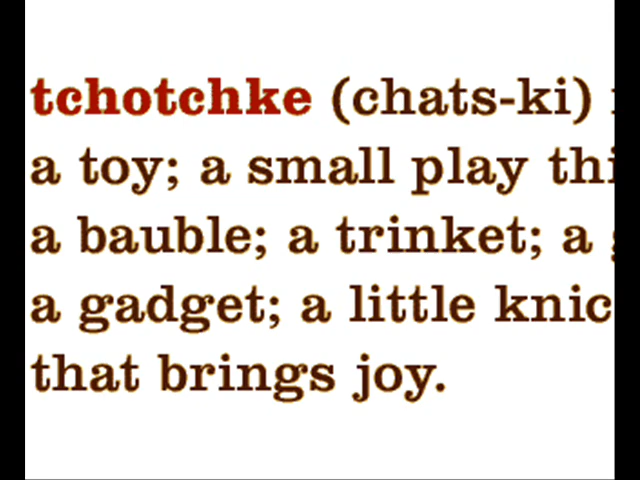 tchotchke (chats-ki)
a toy; a small play
a bauble; a trinket; a
a gadget; a little
that brings joy.